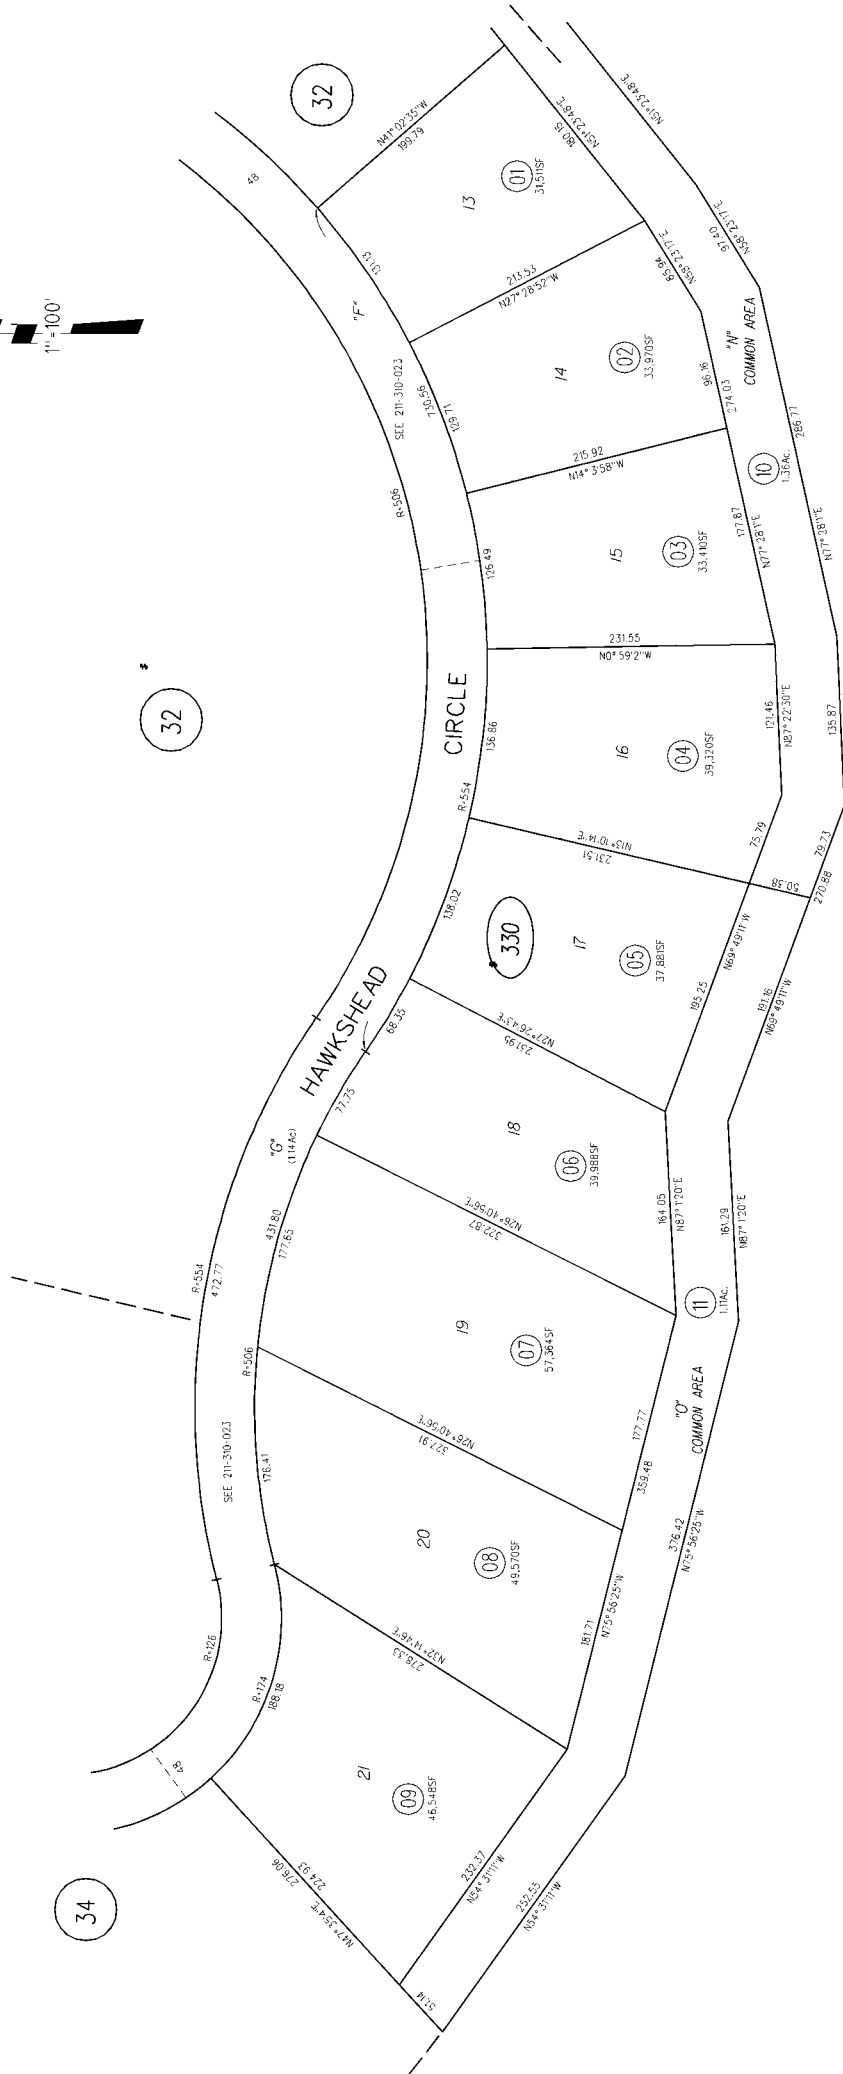 1"=100'
32
32
34
48
"F"
SEE 211-310-023
R=506
730.56
N41°02'35"W
199.79
131.13
13
01
31,511SF
180.15
N51°23'48"E
N51°23'48"E
213.53
N27°28'52"W
129.71
14
02
33,970SF
85.94
N58°23'17"E
97.40
N58°23'17"E
96.16
274.03
"N"
COMMON AREA
10
1.36Ac.
286.77
N77°28'1"E
215.92
N14°3'58"W
126.49
15
03
33,410SF
177.87
N77°28'1"E
231.55
N0°59'2"W
CIRCLE
136.86
R=554
16
04
39,320SF
121.46
N87°22'30"E
135.87
75.79
79.73
270.88
50.38
N13°10'14"E
231.51
138.02
330
17
05
37,881SF
195.25
N69°49'11"W
191.16
N69°49'11"W
HAWKSHEAD
N27°26'43"E
231.95
68.35
77.75
18
06
39,988SF
164.05
N87°1'20"E
161.29
N87°1'20"E
"G"
(1.14Ac)
N26°40'56"E
322.87
431.80
177.65
R=554
472.77
19
07
57,364SF
11
1.11Ac.
"O"
COMMON AREA
177.77
359.48
R=506
N26°40'56"E
327.91
SEE 211-310-023
176.41
20
08
49,570SF
181.71
N75°56'25"W
376.42
N75°56'25"W
N32°14'46"E
278.33
R=126
R=174
188.18
48
21
09
46,548SF
232.37
N54°31'11"W
252.55
N54°31'11"W
276.06
224.93
N47°35'4"E
51.14